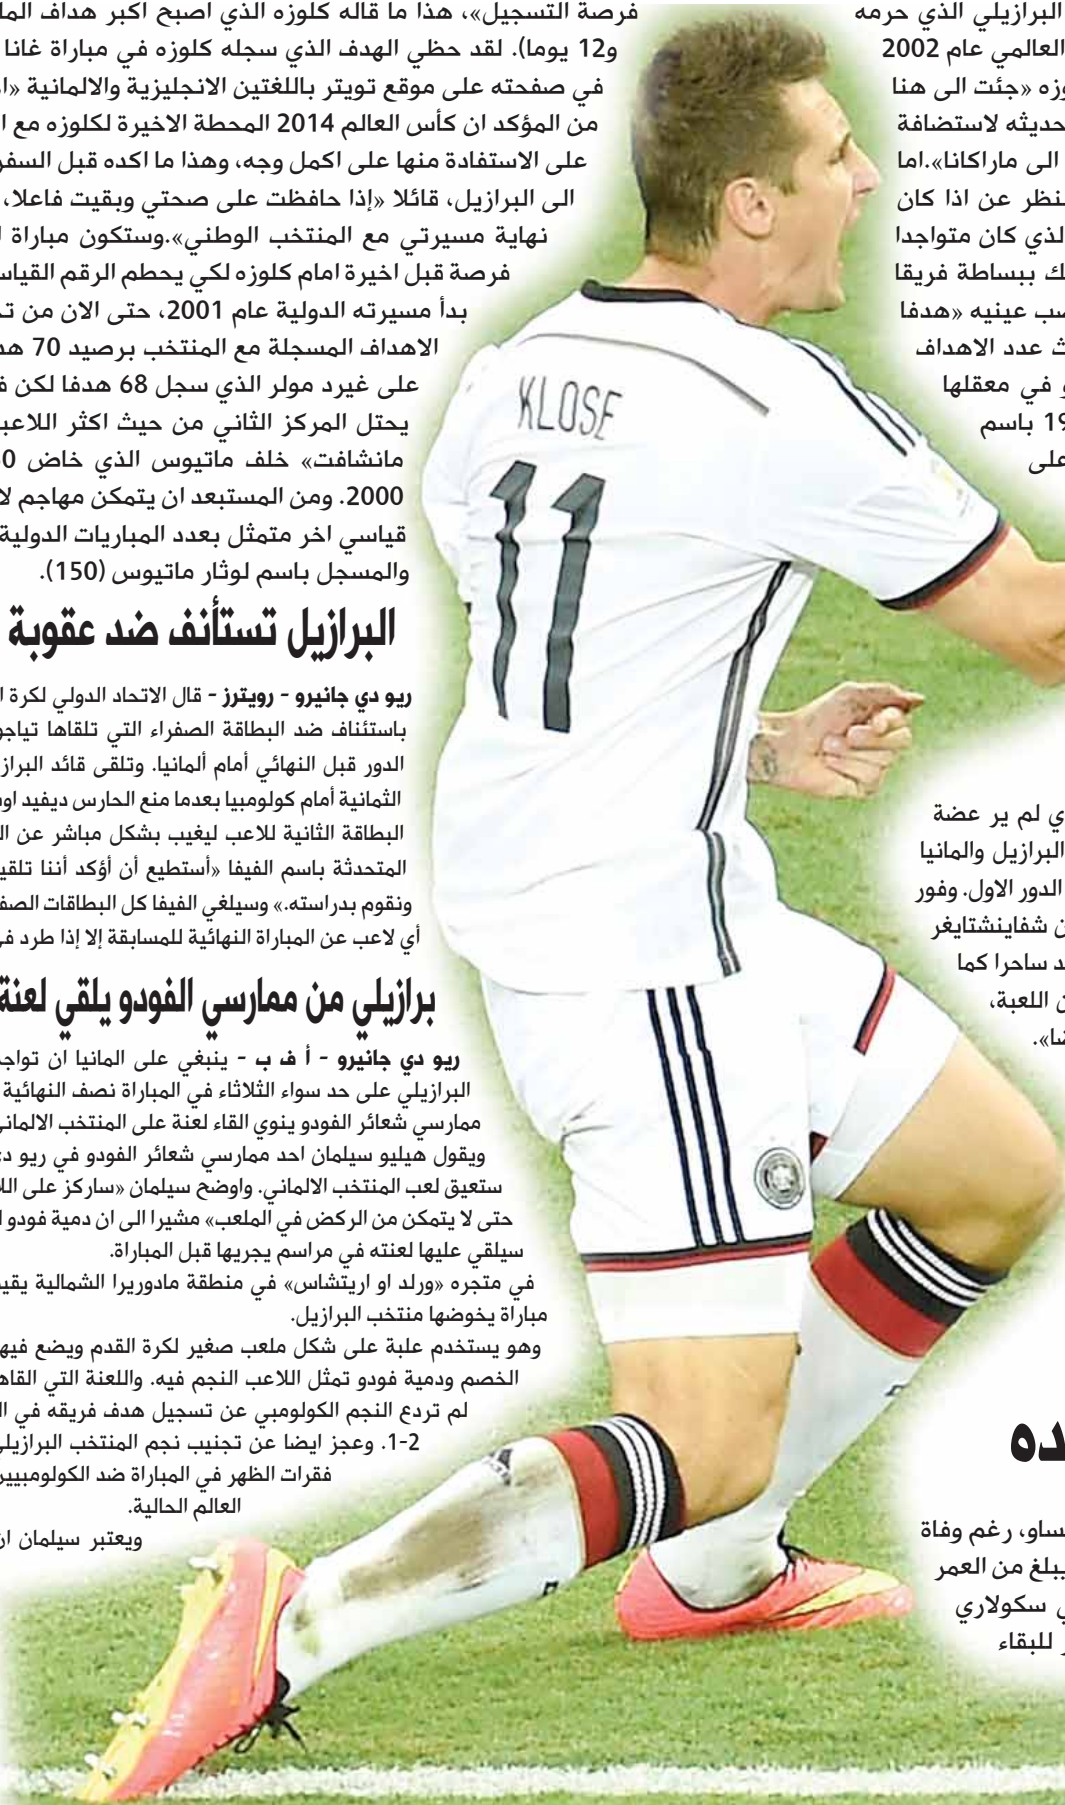 البرازيلي الذي حرمه
العالمي عام 2002
وزه «جئت الى هنا
حديثه لاستضافة
الى ماراكانا».اما
نظر عن اذا كان
لذي كان متواجدا
ك ببساطة فريقا
صب عينيه «هدفا
ث عدد الاهداف
و في معقلها
19 باسم
على
ي لم ير عضة
البرازيل والمانيا
الدور الاول. وفور
ن شفاينشتايغر
د ساحرا كما
ن اللعبة،
ضا».
ده
ساو، رغم وفاة
يبلغ من العمر
ي سكولاري
ر للبقاء
KLOSE
11
فرصة التسجيل»، هذا ما قاله كلوزه الذي اصبح اكبر هداف الما
و12 يوما). لقد حظي الهدف الذي سجله كلوزه في مباراة غانا
في صفحته على موقع تويتر باللغتين الانجليزية والالمانية «ا
من المؤكد ان كأس العالم 2014 المحطة الاخيرة لكلوزه مع ا
على الاستفادة منها على اكمل وجه، وهذا ما اكده قبل السفر
الى البرازيل، قائلا «إذا حافظت على صحتي وبقيت فاعلا،
نهاية مسيرتي مع المنتخب الوطني».وستكون مباراة ا
فرصة قبل اخيرة امام كلوزه لكي يحطم الرقم القياس
بدأ مسيرته الدولية عام 2001، حتى الان من تح
الاهداف المسجلة مع المنتخب برصيد 70 هد
على غيرد مولر الذي سجل 68 هدفا لكن ف
يحتل المركز الثاني من حيث اكثر اللاعب
مانشافت» خلف ماتيوس الذي خاض 0
2000. ومن المستبعد ان يتمكن مهاجم لا
قياسي اخر متمثل بعدد المباريات الدولية
والمسجل باسم لوثار ماتيوس (150).
البرازيل تستأنف ضد عقوبة
ريو دي جانيرو - رويترز - قال الاتحاد الدولي لكرة ا
باستئناف ضد البطاقة الصفراء التي تلقاها تياجو
الدور قبل النهائي أمام ألمانيا. وتلقى قائد البراز
الثمانية أمام كولومبيا بعدما منع الحارس ديفيد او
البطاقة الثانية للاعب ليغيب بشكل مباشر عن ال
المتحدثة باسم الفيفا «أستطيع أن أؤكد أننا تلقي
ونقوم بدراسته.» وسيلغي الفيفا كل البطاقات الصف
أي لاعب عن المباراة النهائية للمسابقة إلا إذا طرد في
برازيلي من ممارسي الفودو يلقي لعنة
ريو دي جانيرو - أ ف ب - ينبغي على المانيا ان تواجه
البرازيلي على حد سواء الثلاثاء في المباراة نصف النهائية
ممارسي شعائر الفودو ينوي القاء لعنة على المنتخب الالماني
ويقول هيليو سيلمان احد ممارسي شعائر الفودو في ريو دي
ستعيق لعب المنتخب الالماني. واوضح سيلمان «ساركز على اللا
حتى لا يتمكن من الركض في الملعب» مشيرا الى ان دمية فودو ا
سيلقي عليها لعنته في مراسم يجريها قبل المباراة.
في متجره «ورلد او اريتشاس» في منطقة مادوريرا الشمالية يقيم
مباراة يخوضها منتخب البرازيل.
وهو يستخدم علبة على شكل ملعب صغير لكرة القدم ويضع فيه
الخصم ودمية فودو تمثل اللاعب النجم فيه. واللعنة التي القاه
لم تردع النجم الكولومبي عن تسجيل هدف فريقه في ال
2-1. وعجز ايضا عن تجنيب نجم المنتخب البرازيلي
فقرات الظهر في المباراة ضد الكولومبيين
العالم الحالية.
ويعتبر سيلمان ان